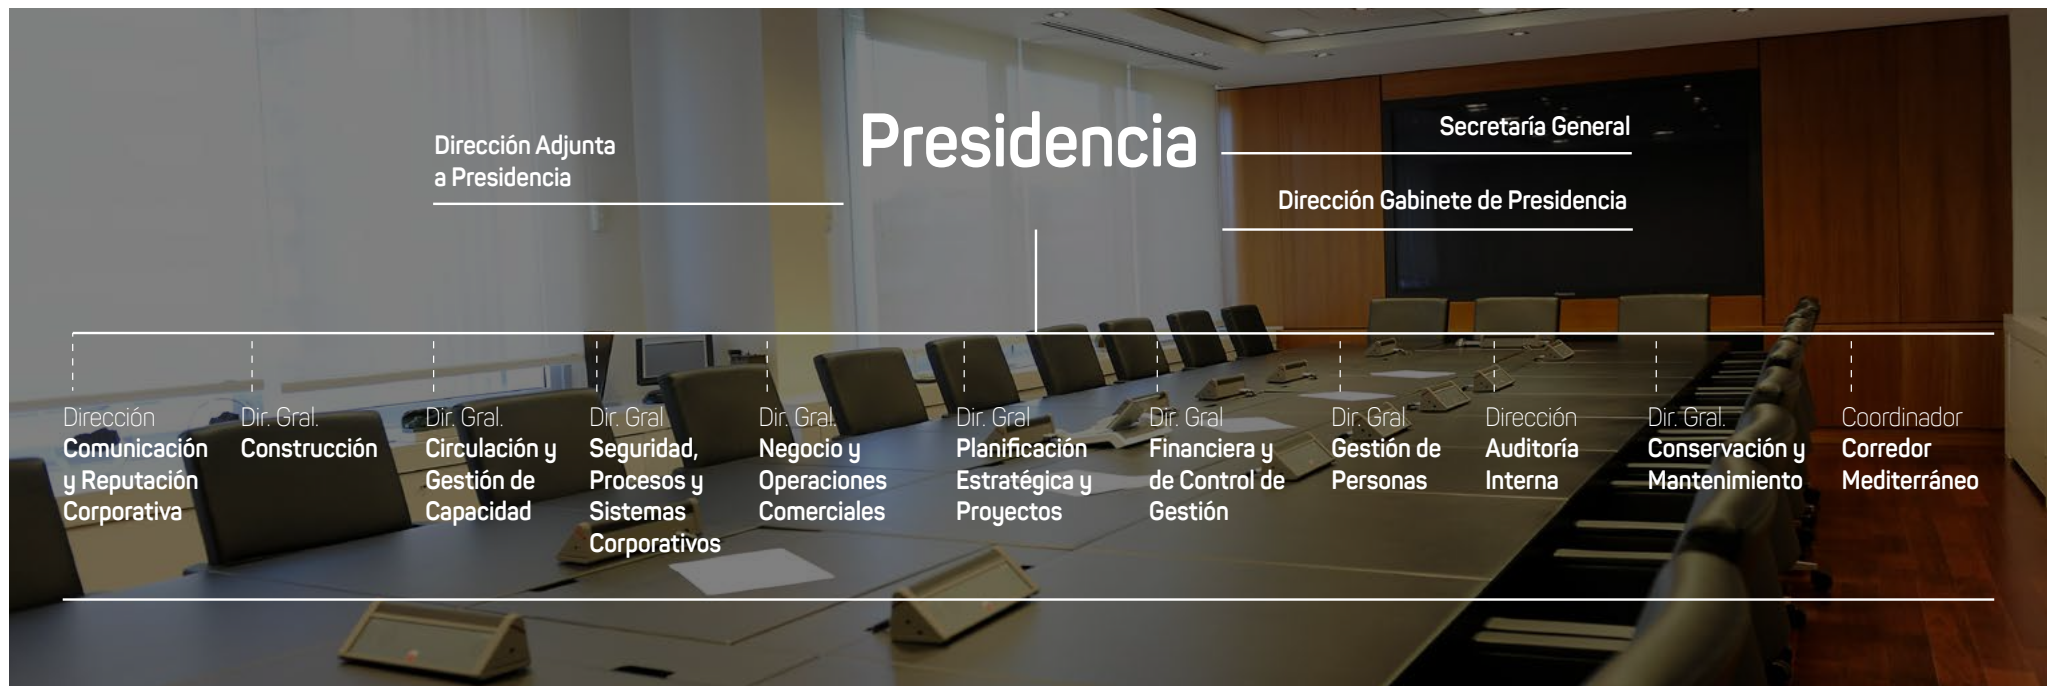 Presidencia
Dirección Adjunta
a Presidencia
Secretaría General
Dirección Gabinete de Presidencia
Dirección
Comunicación
y Reputación
Corporativa
Dir. Gral.
Construcción
Dir. Gral.
Circulación y
Gestión de
Capacidad
Dir. Gral
Seguridad,
Procesos y
Sistemas
Corporativos
Dir. Gral.
Negocio y
Operaciones
Comerciales
Dir. Gral
Planificación
Estratégica y
Proyectos
Dir. Gral
Financiera y
de Control de
Gestión
Dir. Gral
Gestión de
Personas
Dirección
Auditoría
Interna
Dir. Gral.
Conservación y
Mantenimiento
Coordinador
Corredor
Mediterráneo